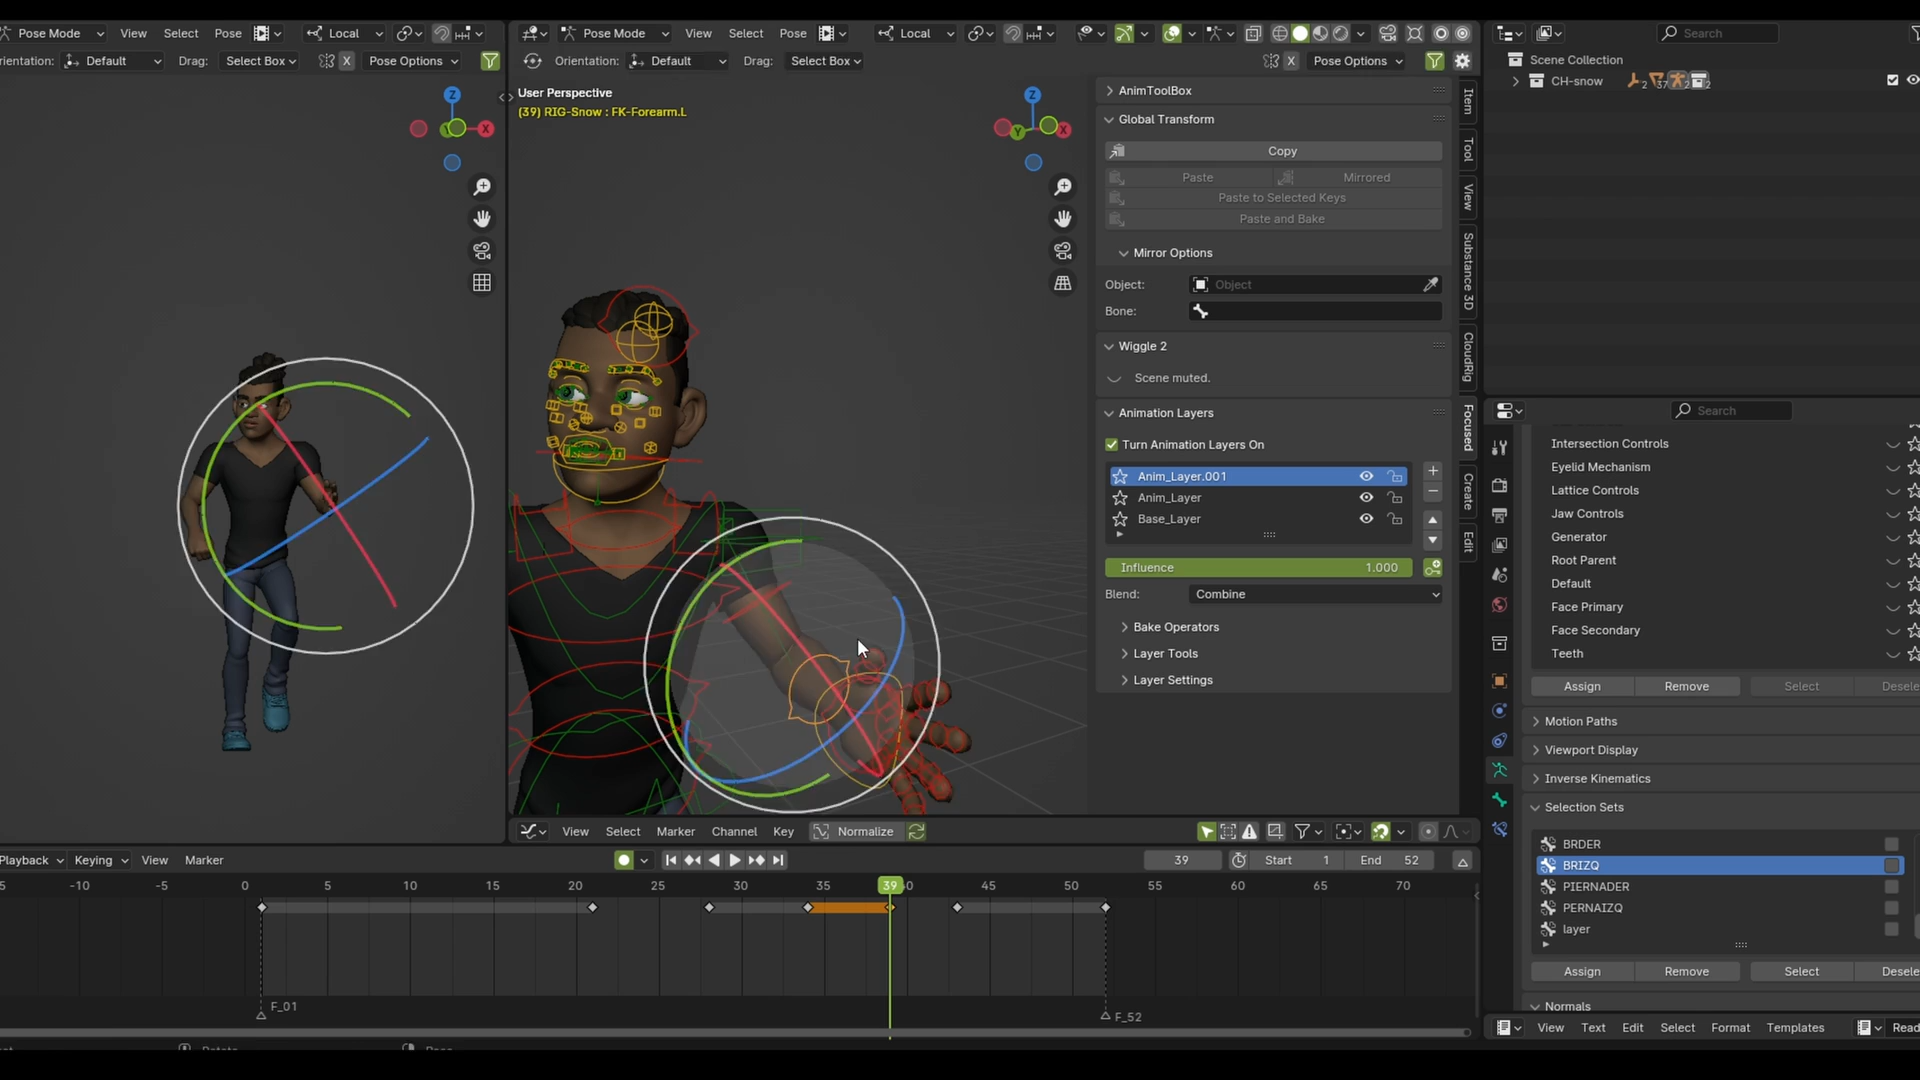 Pose Mode View Select Pose Local
Pose Mode View Select Pose Local
Search
rientation: Default Drag: Select Box X Pose Options
Orientation: Default Drag: Select Box X Pose Options
Scene Collection
CH-snow 2 37 2 2
User Perspective
(39) RIG-Snow : FK-Forearm.L
Z
X
Y
Z
Y
X
AnimToolBox
Global Transform
Copy
Paste Mirrored
Paste to Selected Keys
Paste and Bake
Mirror Options
Object: Object
Bone:
Wiggle 2
Scene muted.
Animation Layers
Turn Animation Layers On
Anim_Layer.001
Anim_Layer
Base_Layer
Influence 1.000
Blend: Combine
Bake Operators
Layer Tools
Layer Settings
Item
Tool
View
Substance 3D
CloudRig
Focused
Create
Edit
Search
Intersection Controls
Eyelid Mechanism
Lattice Controls
Jaw Controls
Generator
Root Parent
Default
Face Primary
Face Secondary
Teeth
Assign Remove Select Desele
Motion Paths
Viewport Display
Inverse Kinematics
Selection Sets
BRDER
BRIZQ
PIERNADER
PERNAIZQ
layer
Assign Remove Select Desele
Normals
View Text Edit Select Format Templates Read
View Select Marker Channel Key Normalize
Playback Keying View Marker 39 Start 1 End 52
5 -10 -5 0 5 10 15 20 25 30 35 39 0 45 50 55 60 65 70
F_01
F_52